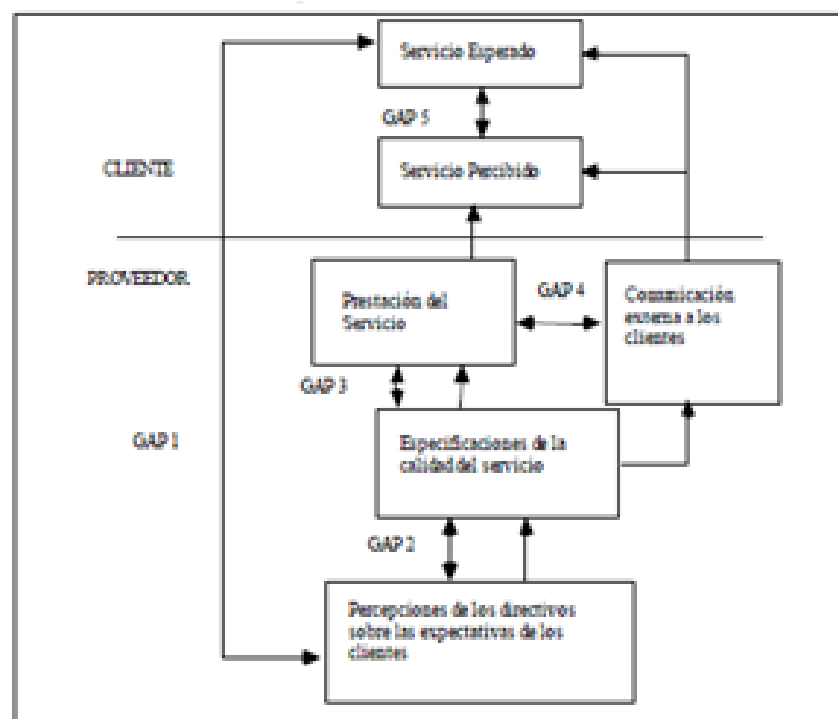 Servicio Esperado
GAP 5
CLIENTE
Servicio Percibido
PROVEEDOR
Prestación del
Servicio
GAP 4
Comunicación
externa a los
clientes
GAP 3
GAP 1
Especificaciones de la
calidad del servicio
GAP 2
Percepciones de los directivos
sobre las expectativas de los
clientes